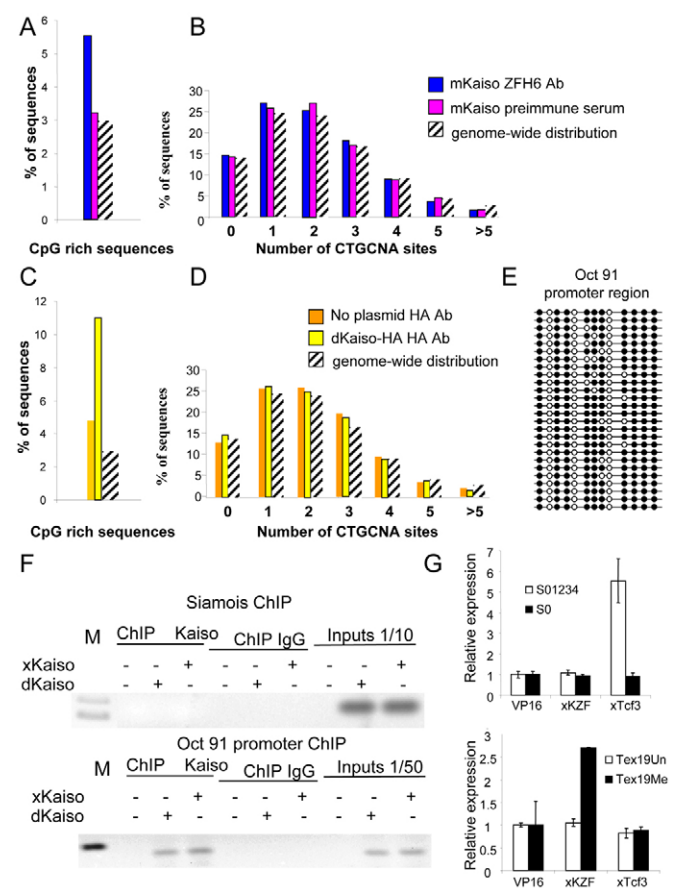 A
6
5
4
3
2
1
0
% of sequences
CpG rich sequences
B
30
25
20
15
10
5
0
% of sequences
0 1 2 3 4 5 >5
Number of CTGCNA sites
mKaiso ZFH6 Ab
mKaiso preimmune serum
genome-wide distribution
C
12
10
8
6
4
2
0
% of sequences
CpG rich sequences
D
No plasmid HA Ab
dKaiso-HA HA Ab
genome-wide distribution
30
25
20
15
10
5
0
% of sequences
0 1 2 3 4 5 >5
Number of CTGCNA sites
E
Oct 91
promoter region
F
Siamois ChIP
M ChIP Kaiso ChIP IgG Inputs 1/10
xKaiso - - + - - + - - +
dKaiso - + - - + - - + -
Oct 91 promoter ChIP
M ChIP Kaiso ChIP IgG Inputs 1/50
xKaiso - - + - - + - - +
dKaiso - + - - + - - + -
G
7
6
5
4
3
2
1
0
Relative expression
S01234
S0
VP16 xKZF xTcf3
3
2.5
2
1.5
1
0.5
0
Relative expression
Tex19Un
Tex19Me
VP16 xKZF xTcf3